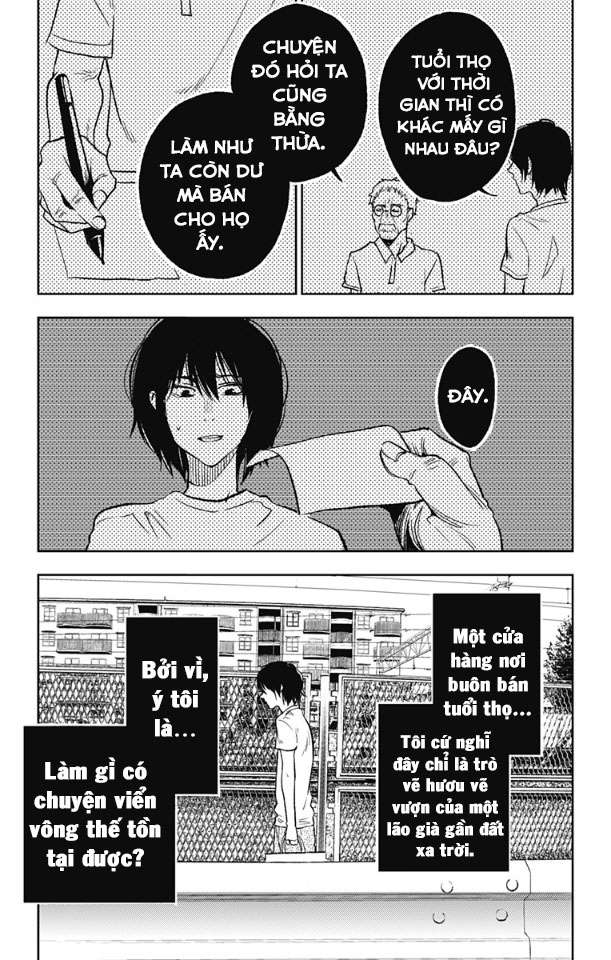 TUỔI THỌ
VỚI THỜI
GIAN THÌ CÓ
KHÁC MẤY GÌ
NHAU ĐÂU?
CHUYỆN
ĐÓ HỎI TA
CŨNG
BẰNG
THỪA.
LÀM NHƯ
TA CÒN DƯ
MÀ BÁN
CHO HỌ
ẤY.
ĐÂY.
Một cửa
hàng nơi
buôn bán
tuổi thọ...
Tôi cứ nghĩ
đây chỉ là trò
vẽ hươu vẽ
vượn của một
lão già gần đất
xa trời.
Bởi vì,
ý tôi
là...
Làm gì có
chuyện viển
vông thế tồn
tại được?